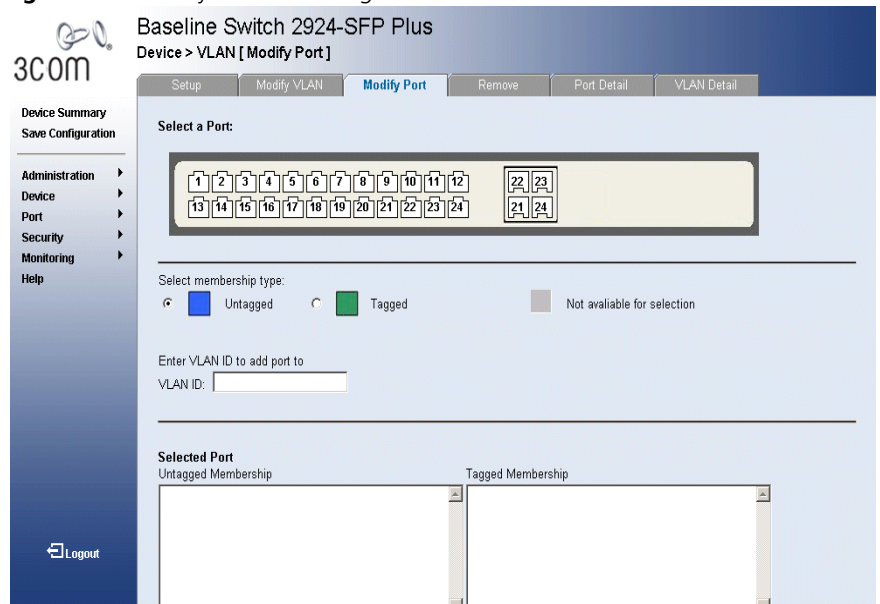 Baseline Switch 2924-SFP Plus
Device > VLAN [ Modify Port ]
3com
Setup Modify VLAN Modify Port Remove Port Detail VLAN Detail
Device Summary
Save Configuration
Administration
Device
Port
Security
Monitoring
Help
Logout
Select a Port:
1 2 3 4 5 6 7 8 9 10 11 12 22 23
13 14 15 16 17 18 19 20 21 22 23 24 21 24
Select membership type:
Untagged Tagged Not avaliable for selection
Enter VLAN ID to add port to
VLAN ID:
Selected Port
Untagged Membership Tagged Membership